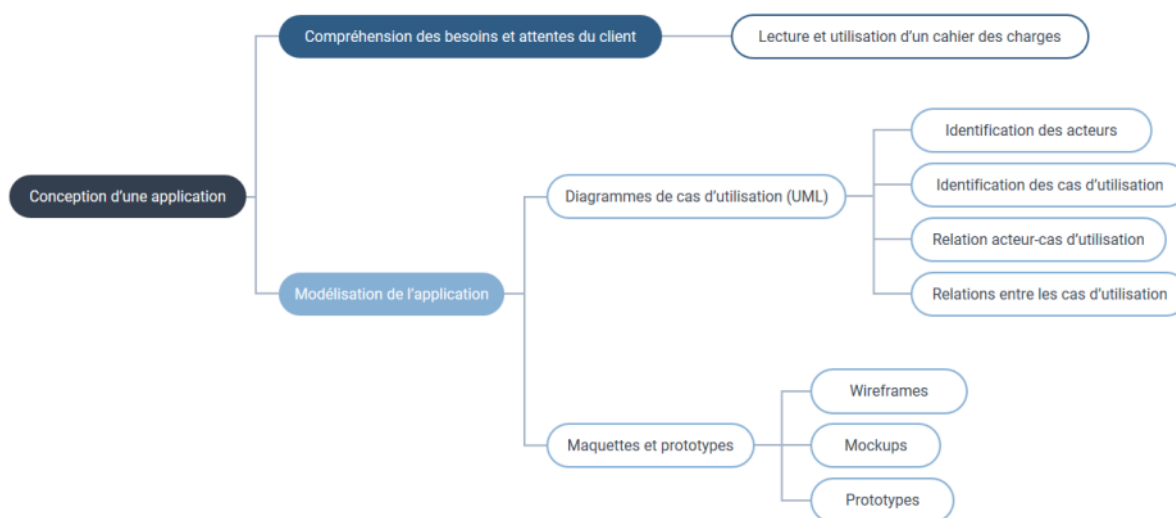 Compréhension des besoins et attentes du client
Lecture et utilisation d'un cahier des charges
Identification des acteurs
Conception d'une application
Diagrammes de cas d'utilisation (UML)
Identification des cas d'utilisation
Relation acteur-cas d'utilisation
Modélisation de l'application
Relations entre les cas d'utilisation
Wireframes
Maquettes et prototypes
Mockups
Prototypes